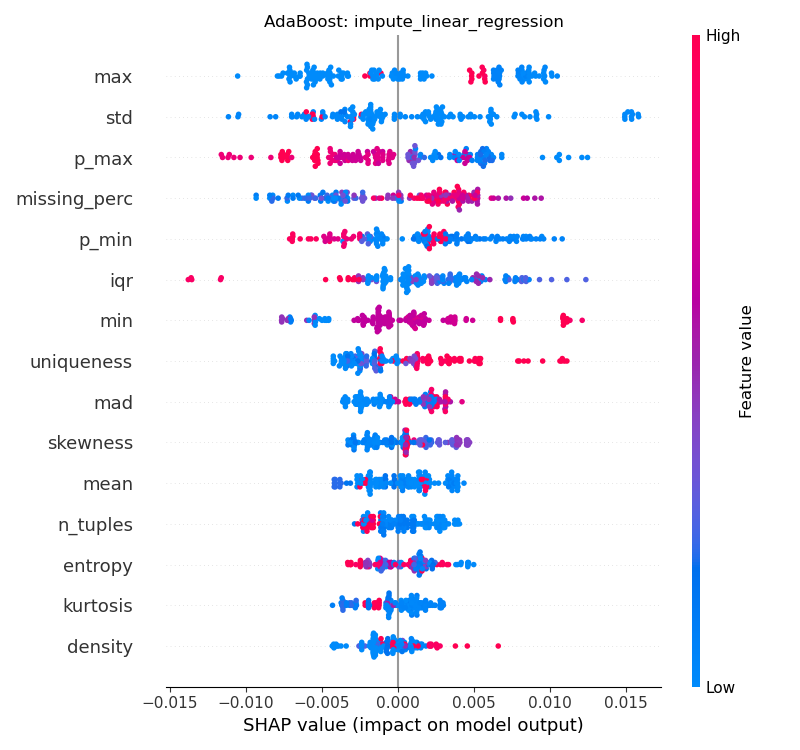 AdaBoost: impute_linear_regression
High
max
std
p_max
missing_perc
p_min
iqr
min
uniqueness
mad
skewness
mean
n_tuples
entropy
kurtosis
density
Feature value
Low
−0.015 −0.010 −0.005 0.000 0.005 0.010 0.015
SHAP value (impact on model output)